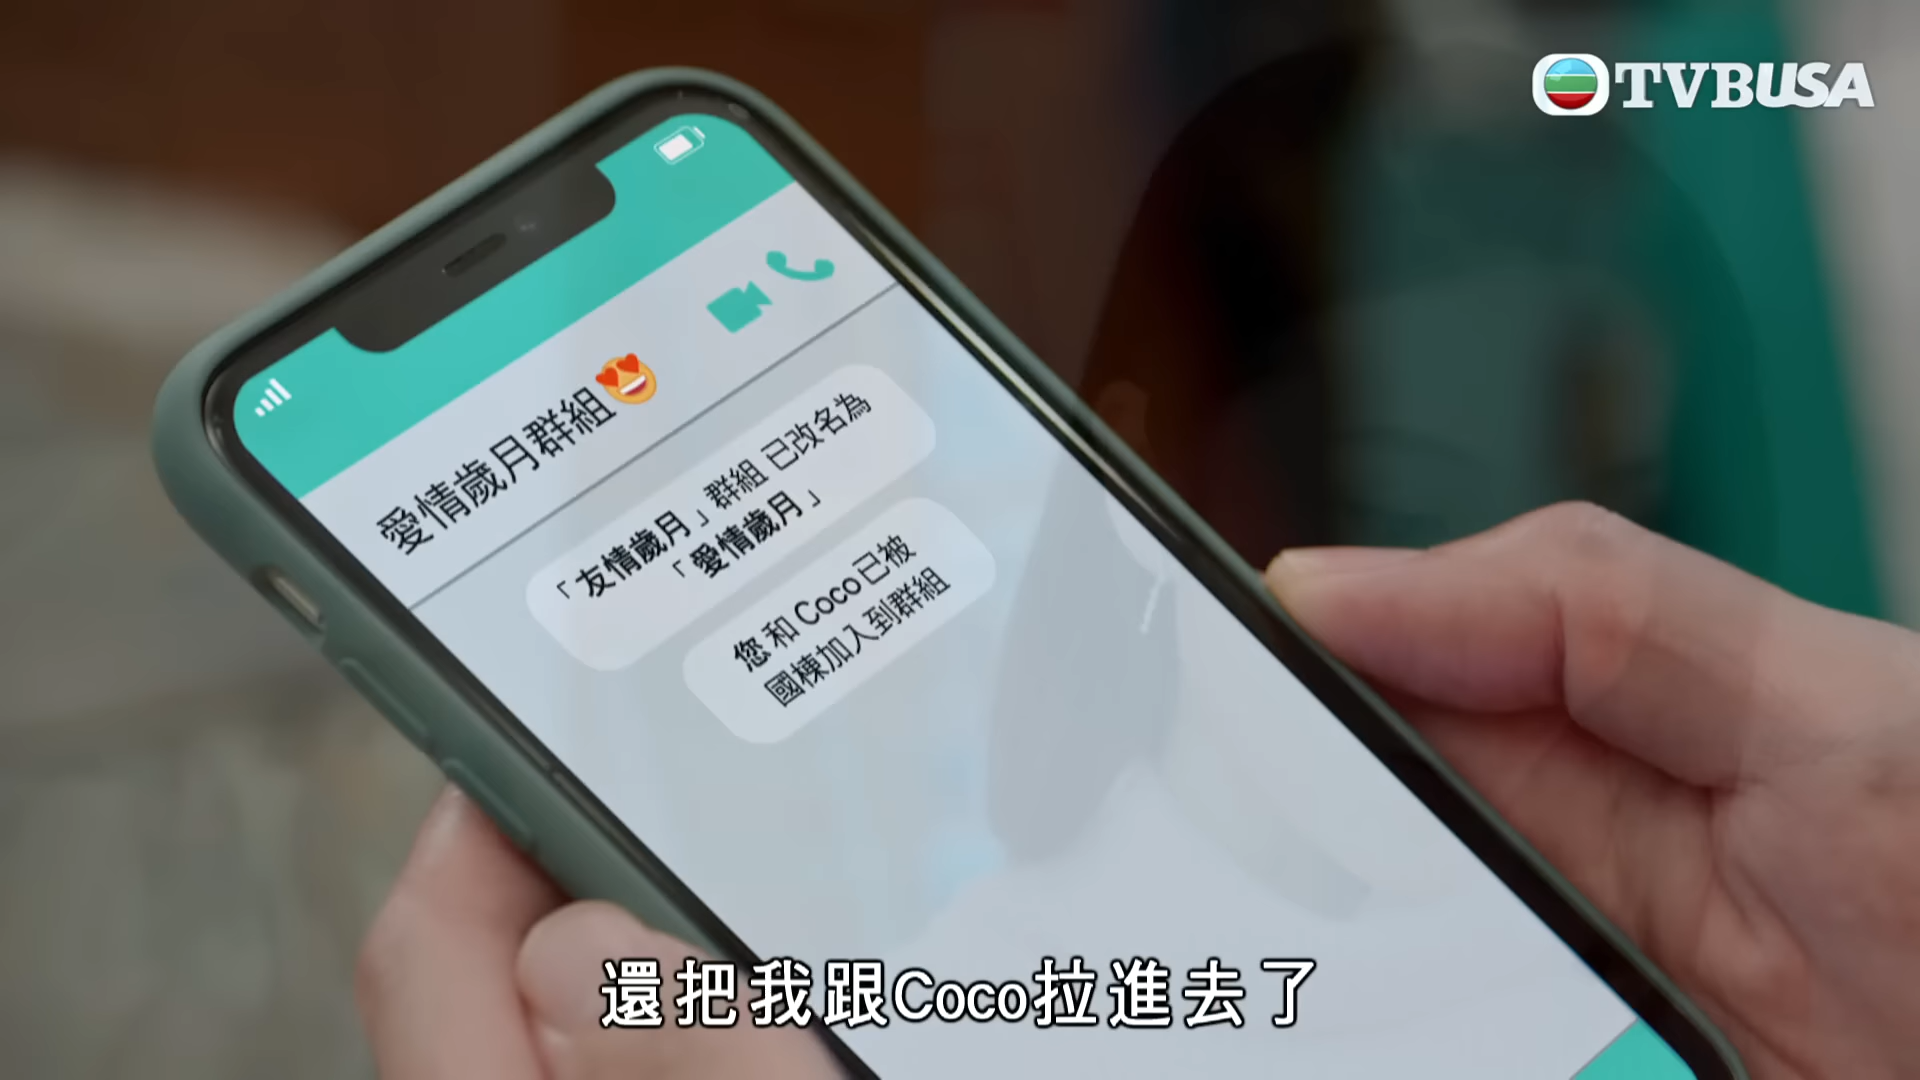 TVBUSA
愛情歲月群組😍
「友情歲月」群組 已改名為
「愛情歲月」
您和 Coco 已被
國棟加入到群組
還把我跟Coco拉進去了